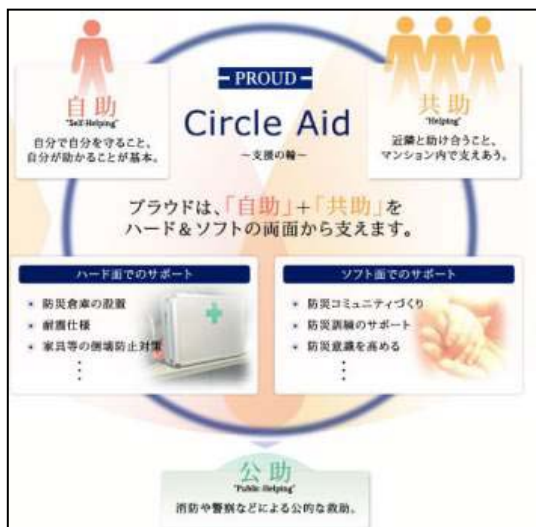 PROUD
Circle Aid
～支援の輪～
自助
"Self-Helping"
自分で自分を守ること、
自分が助かることが基本。
共助
"Helping"
近隣と助け合うこと、
マンション内で支えあう。
プラウドは、「自助」+「共助」を
ハード&ソフトの両面から支えます。
ハード面でのサポート
防災倉庫の設置
耐震仕様
家具等の倒壊防止対策
⋮
ソフト面でのサポート
防災コミュニティづくり
防災訓練のサポート
防災意識を高める
⋮
公助
"Public-Helping"
消防や警察などによる公的な救助。